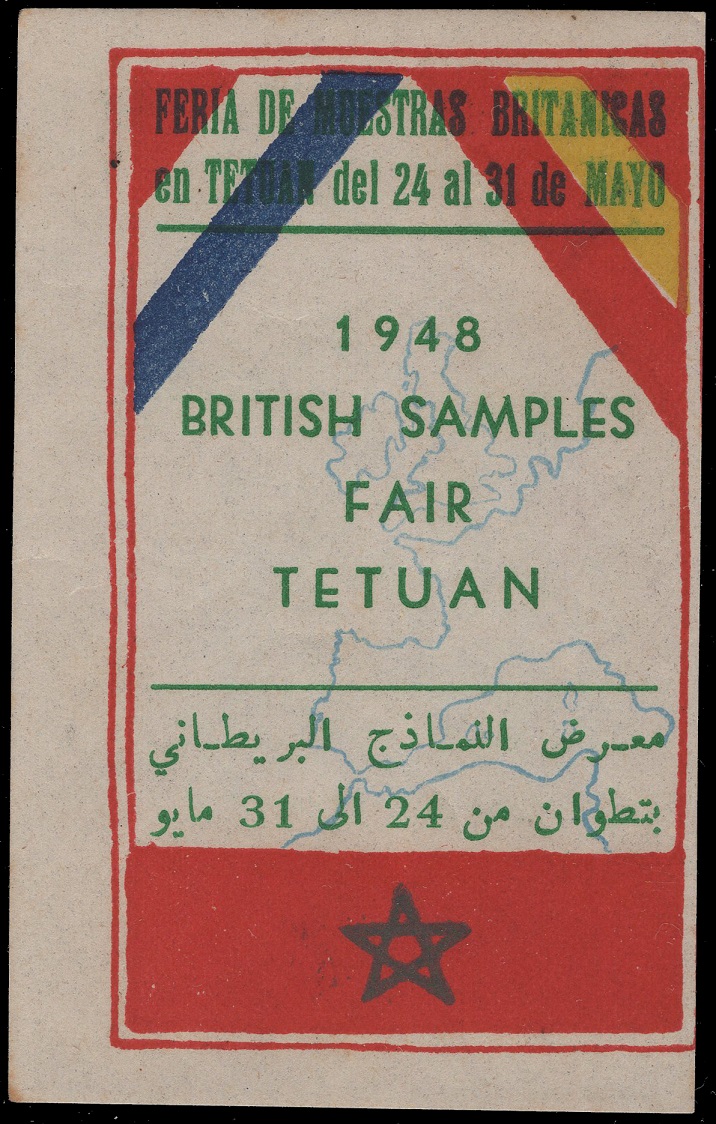 FERIA DE MUESTRAS BRITANICAS
en TETUAN del 24 al 31 de MAYO
1948
BRITISH SAMPLES
FAIR
TETUAN
معرض النماذج البريطاني
بتطوان من 24 الى 31 مايو